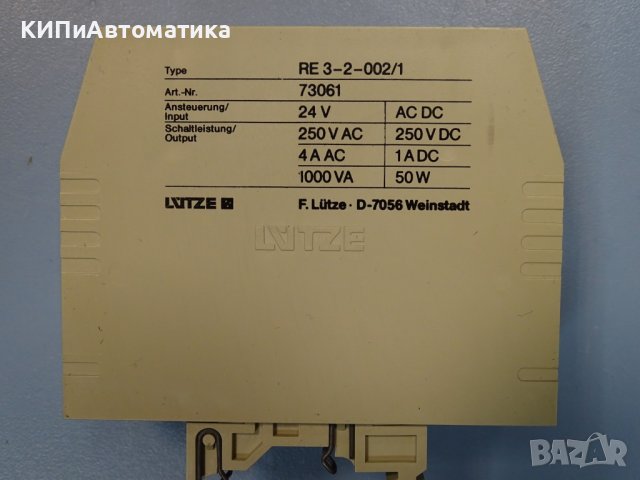 КИПиАвтоматика
Type RE 3-2-002/1
Art.-Nr. 73061
Ansteuerung/ Input 24 V AC DC
Schaltleistung/ Output 250 V AC 250 V DC
4 A AC 1 A DC
1000 VA 50 W
LÜTZE F. Lütze · D-7056 Weinstadt
LÜTZE
BAZAR